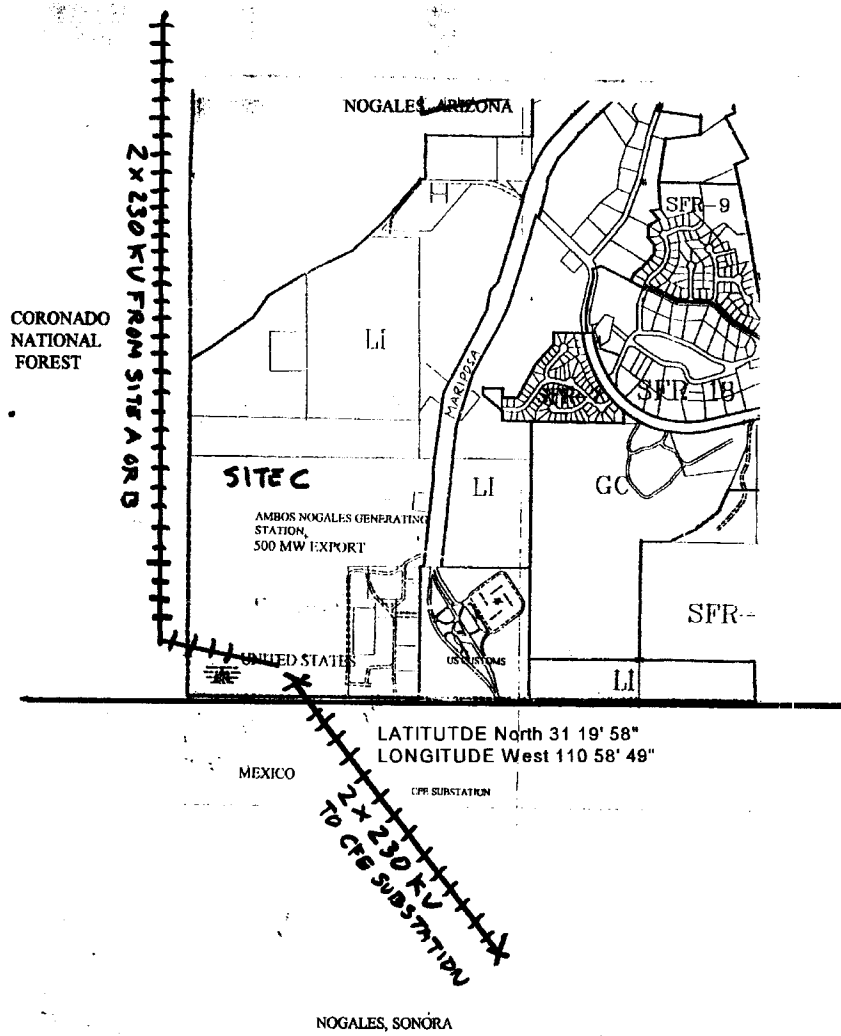 NOGALES, ARIZONA
2 X 230 KV FROM SITE A OR B
SFR-9
CORONADO
NATIONAL
FOREST
LI
MARIPOSA
SFR-18
SITE C
LI
GC
AMBOS NOGALES GENERATING
STATION,
500 MW EXPORT
SFR-
UNITED STATES
US CUSTOMS
LI
LATITUTDE North 31 19' 58"
LONGITUDE West 110 58' 49"
MEXICO
CFE SUBSTATION
2 X 230 KV
TO CFE SUBSTATION
NOGALES, SONORA